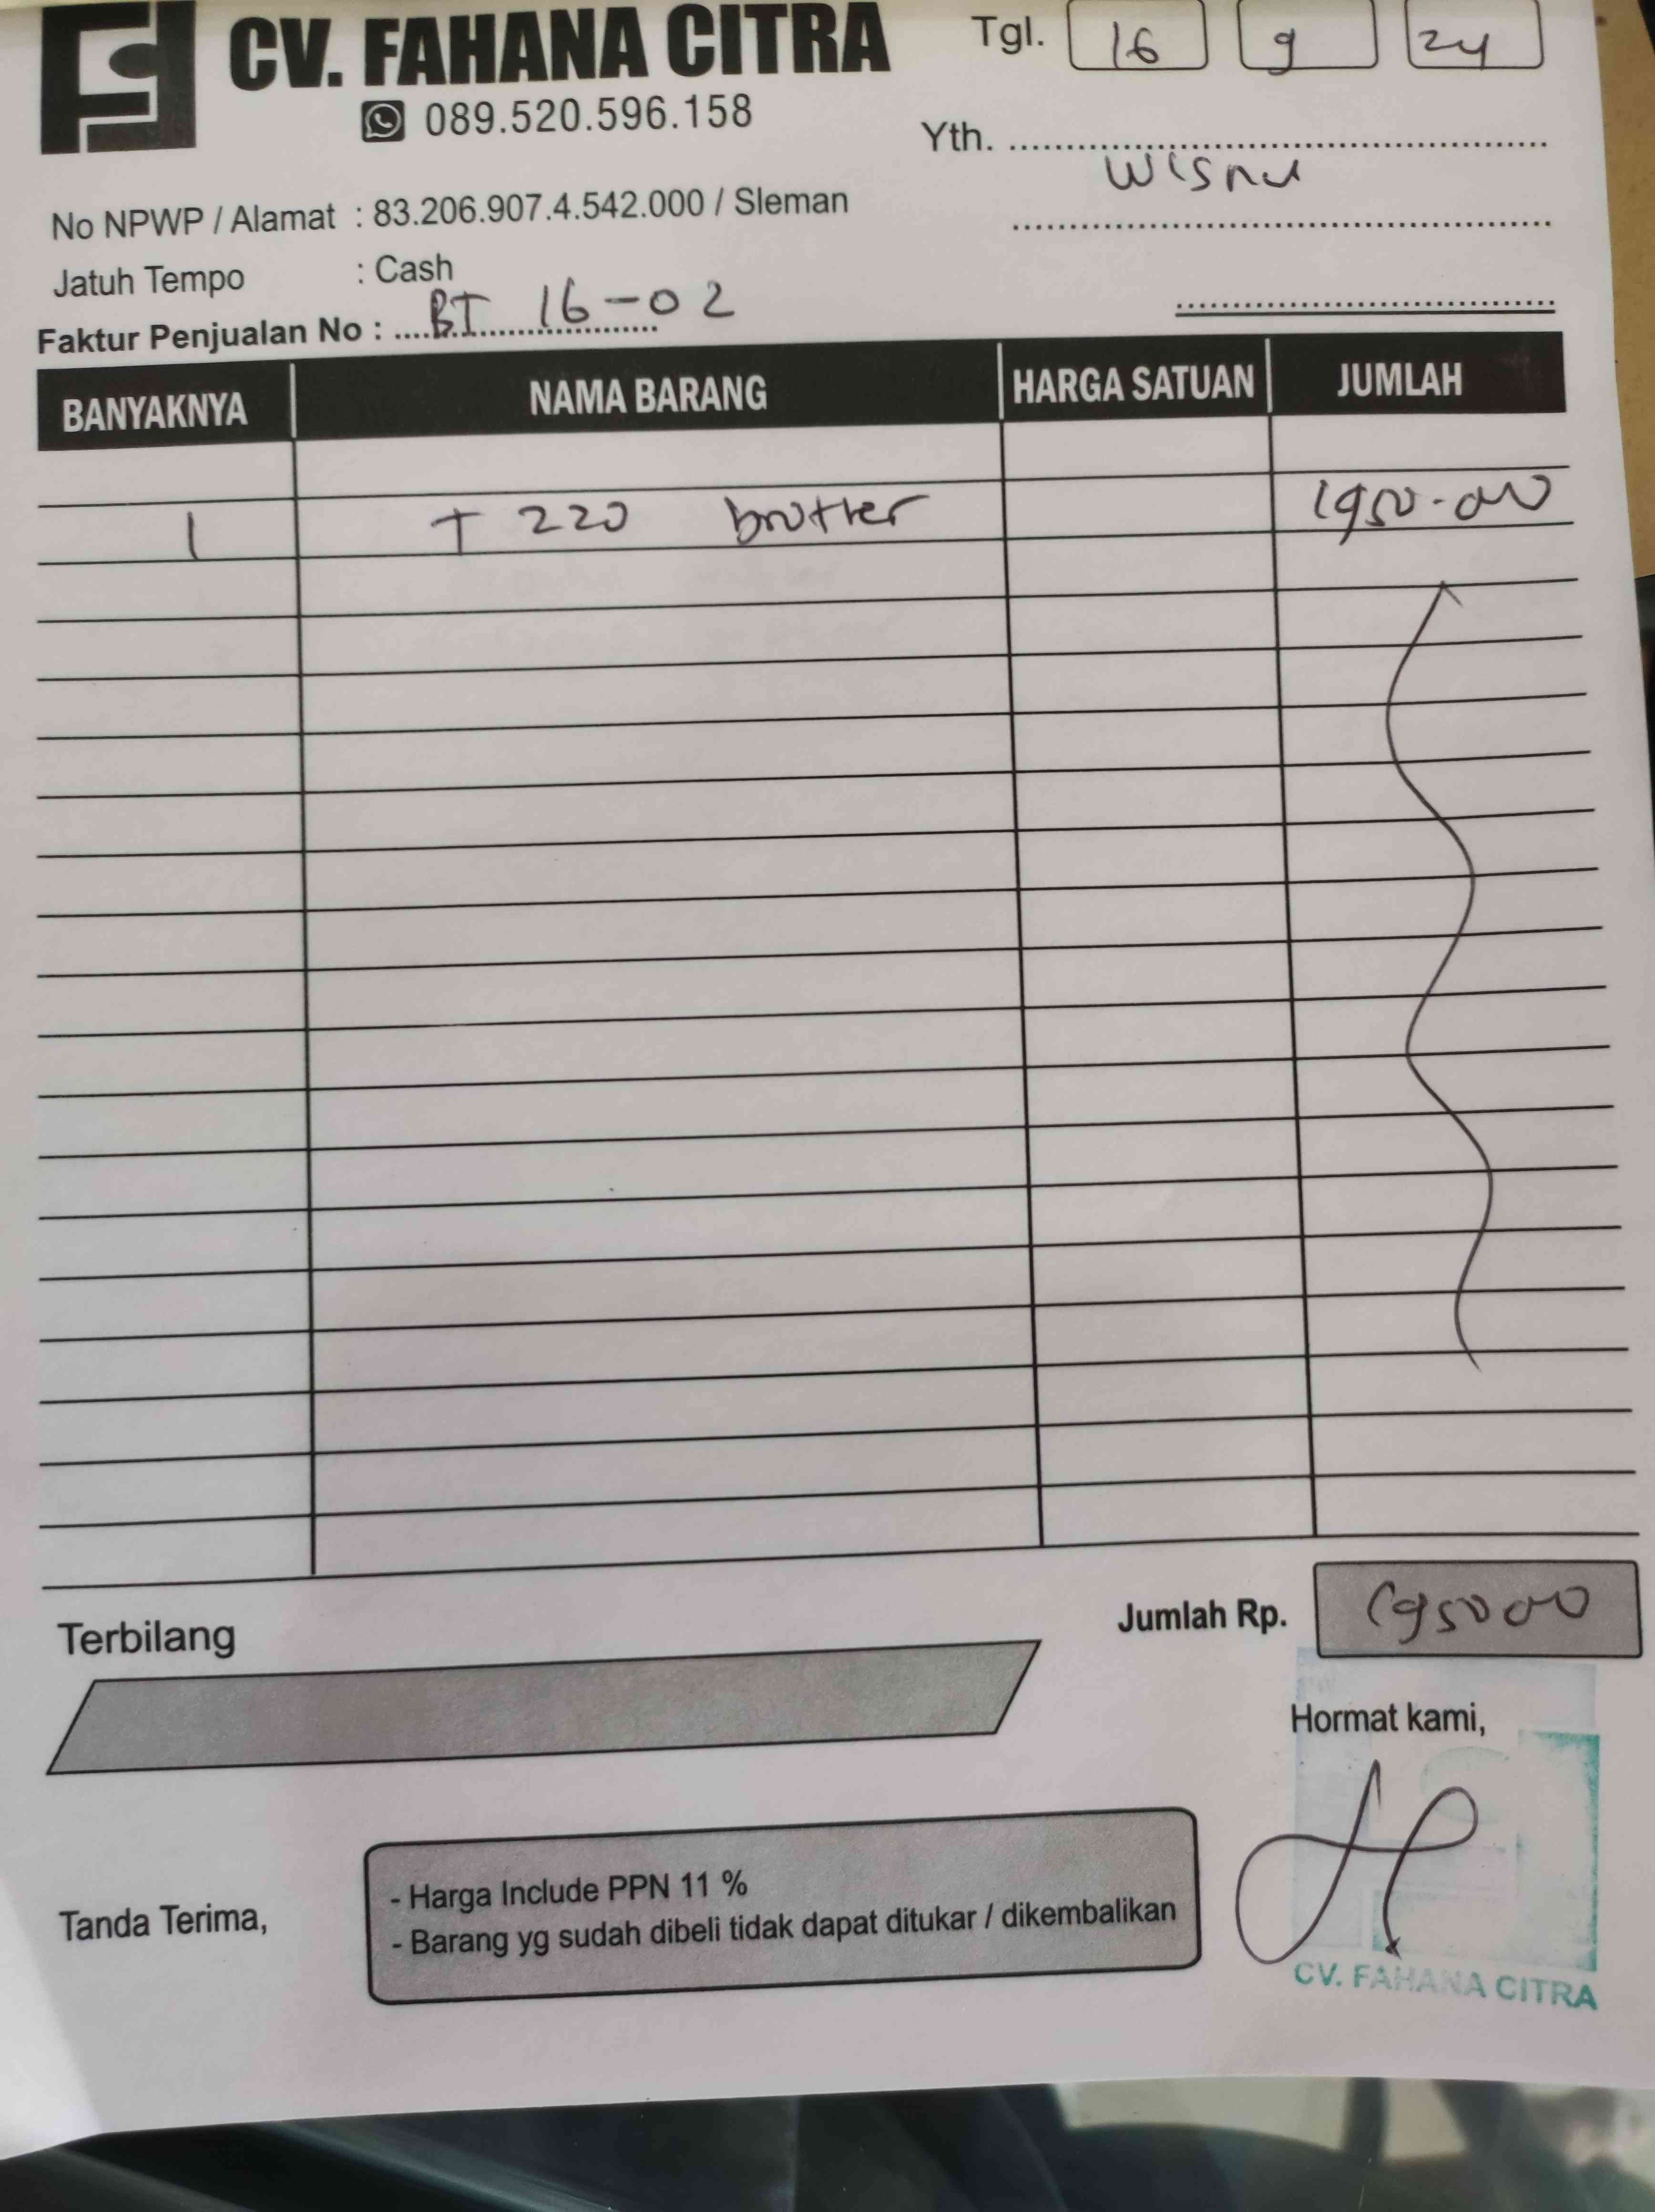 CV. FAHANA CITRA
089.520.596.158
Tgl. 16 9 24
Yth. Wisnu
No NPWP / Alamat : 83.206.907.4.542.000 / Sleman
Jatuh Tempo : Cash
Faktur Penjualan No : BT 16-02
BANYAKNYA NAMA BARANG HARGA SATUAN JUMLAH
1 T 220 brother 1950.000
Terbilang
Jumlah Rp. 1950000
Hormat kami,
Tanda Terima,
- Harga Include PPN 11 %
- Barang yg sudah dibeli tidak dapat ditukar / dikembalikan
CV. FAHANA CITRA